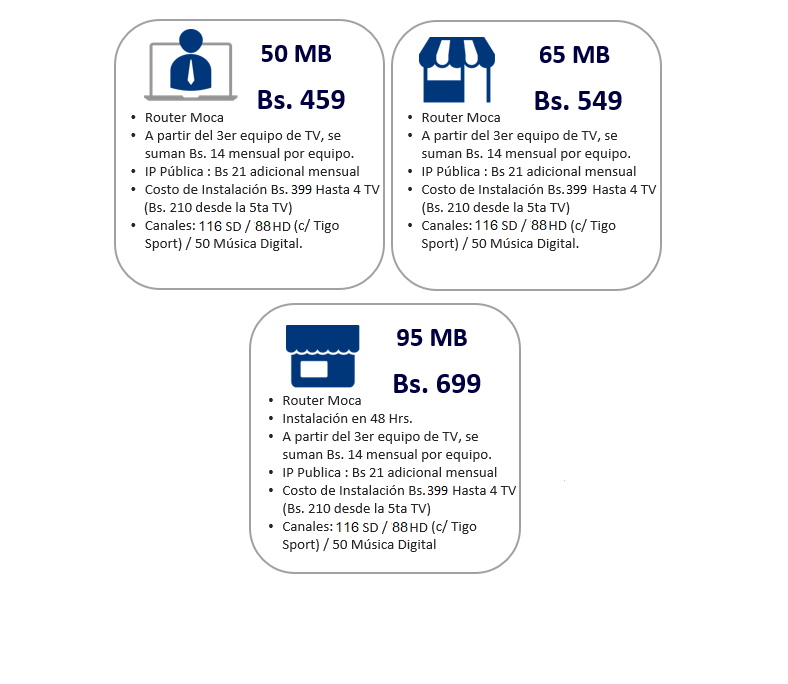 50 MB
Bs. 459
• Router Moca
• A partir del 3er equipo de TV, se
suman Bs. 14 mensual por equipo.
• IP Pública : Bs 21 adicional mensual
• Costo de Instalación Bs. 399 Hasta 4 TV
(Bs. 210 desde la 5ta TV)
• Canales: 116 SD / 88 HD (c/ Tigo
Sport) / 50 Música Digital.
65 MB
Bs. 549
• Router Moca
• A partir del 3er equipo de TV, se
suman Bs. 14 mensual por equipo.
• IP Pública : Bs 21 adicional mensual
• Costo de Instalación Bs. 399 Hasta 4 TV
(Bs. 210 desde la 5ta TV)
• Canales: 116 SD / 88 HD (c/ Tigo
Sport) / 50 Música Digital.
95 MB
Bs. 699
• Router Moca
• Instalación en 48 Hrs.
• A partir del 3er equipo de TV, se
suman Bs. 14 mensual por equipo.
• IP Publica : Bs 21 adicional mensual
• Costo de Instalación Bs. 399 Hasta 4 TV
(Bs. 210 desde la 5ta TV)
• Canales: 116 SD / 88 HD (c/ Tigo
Sport) / 50 Música Digital